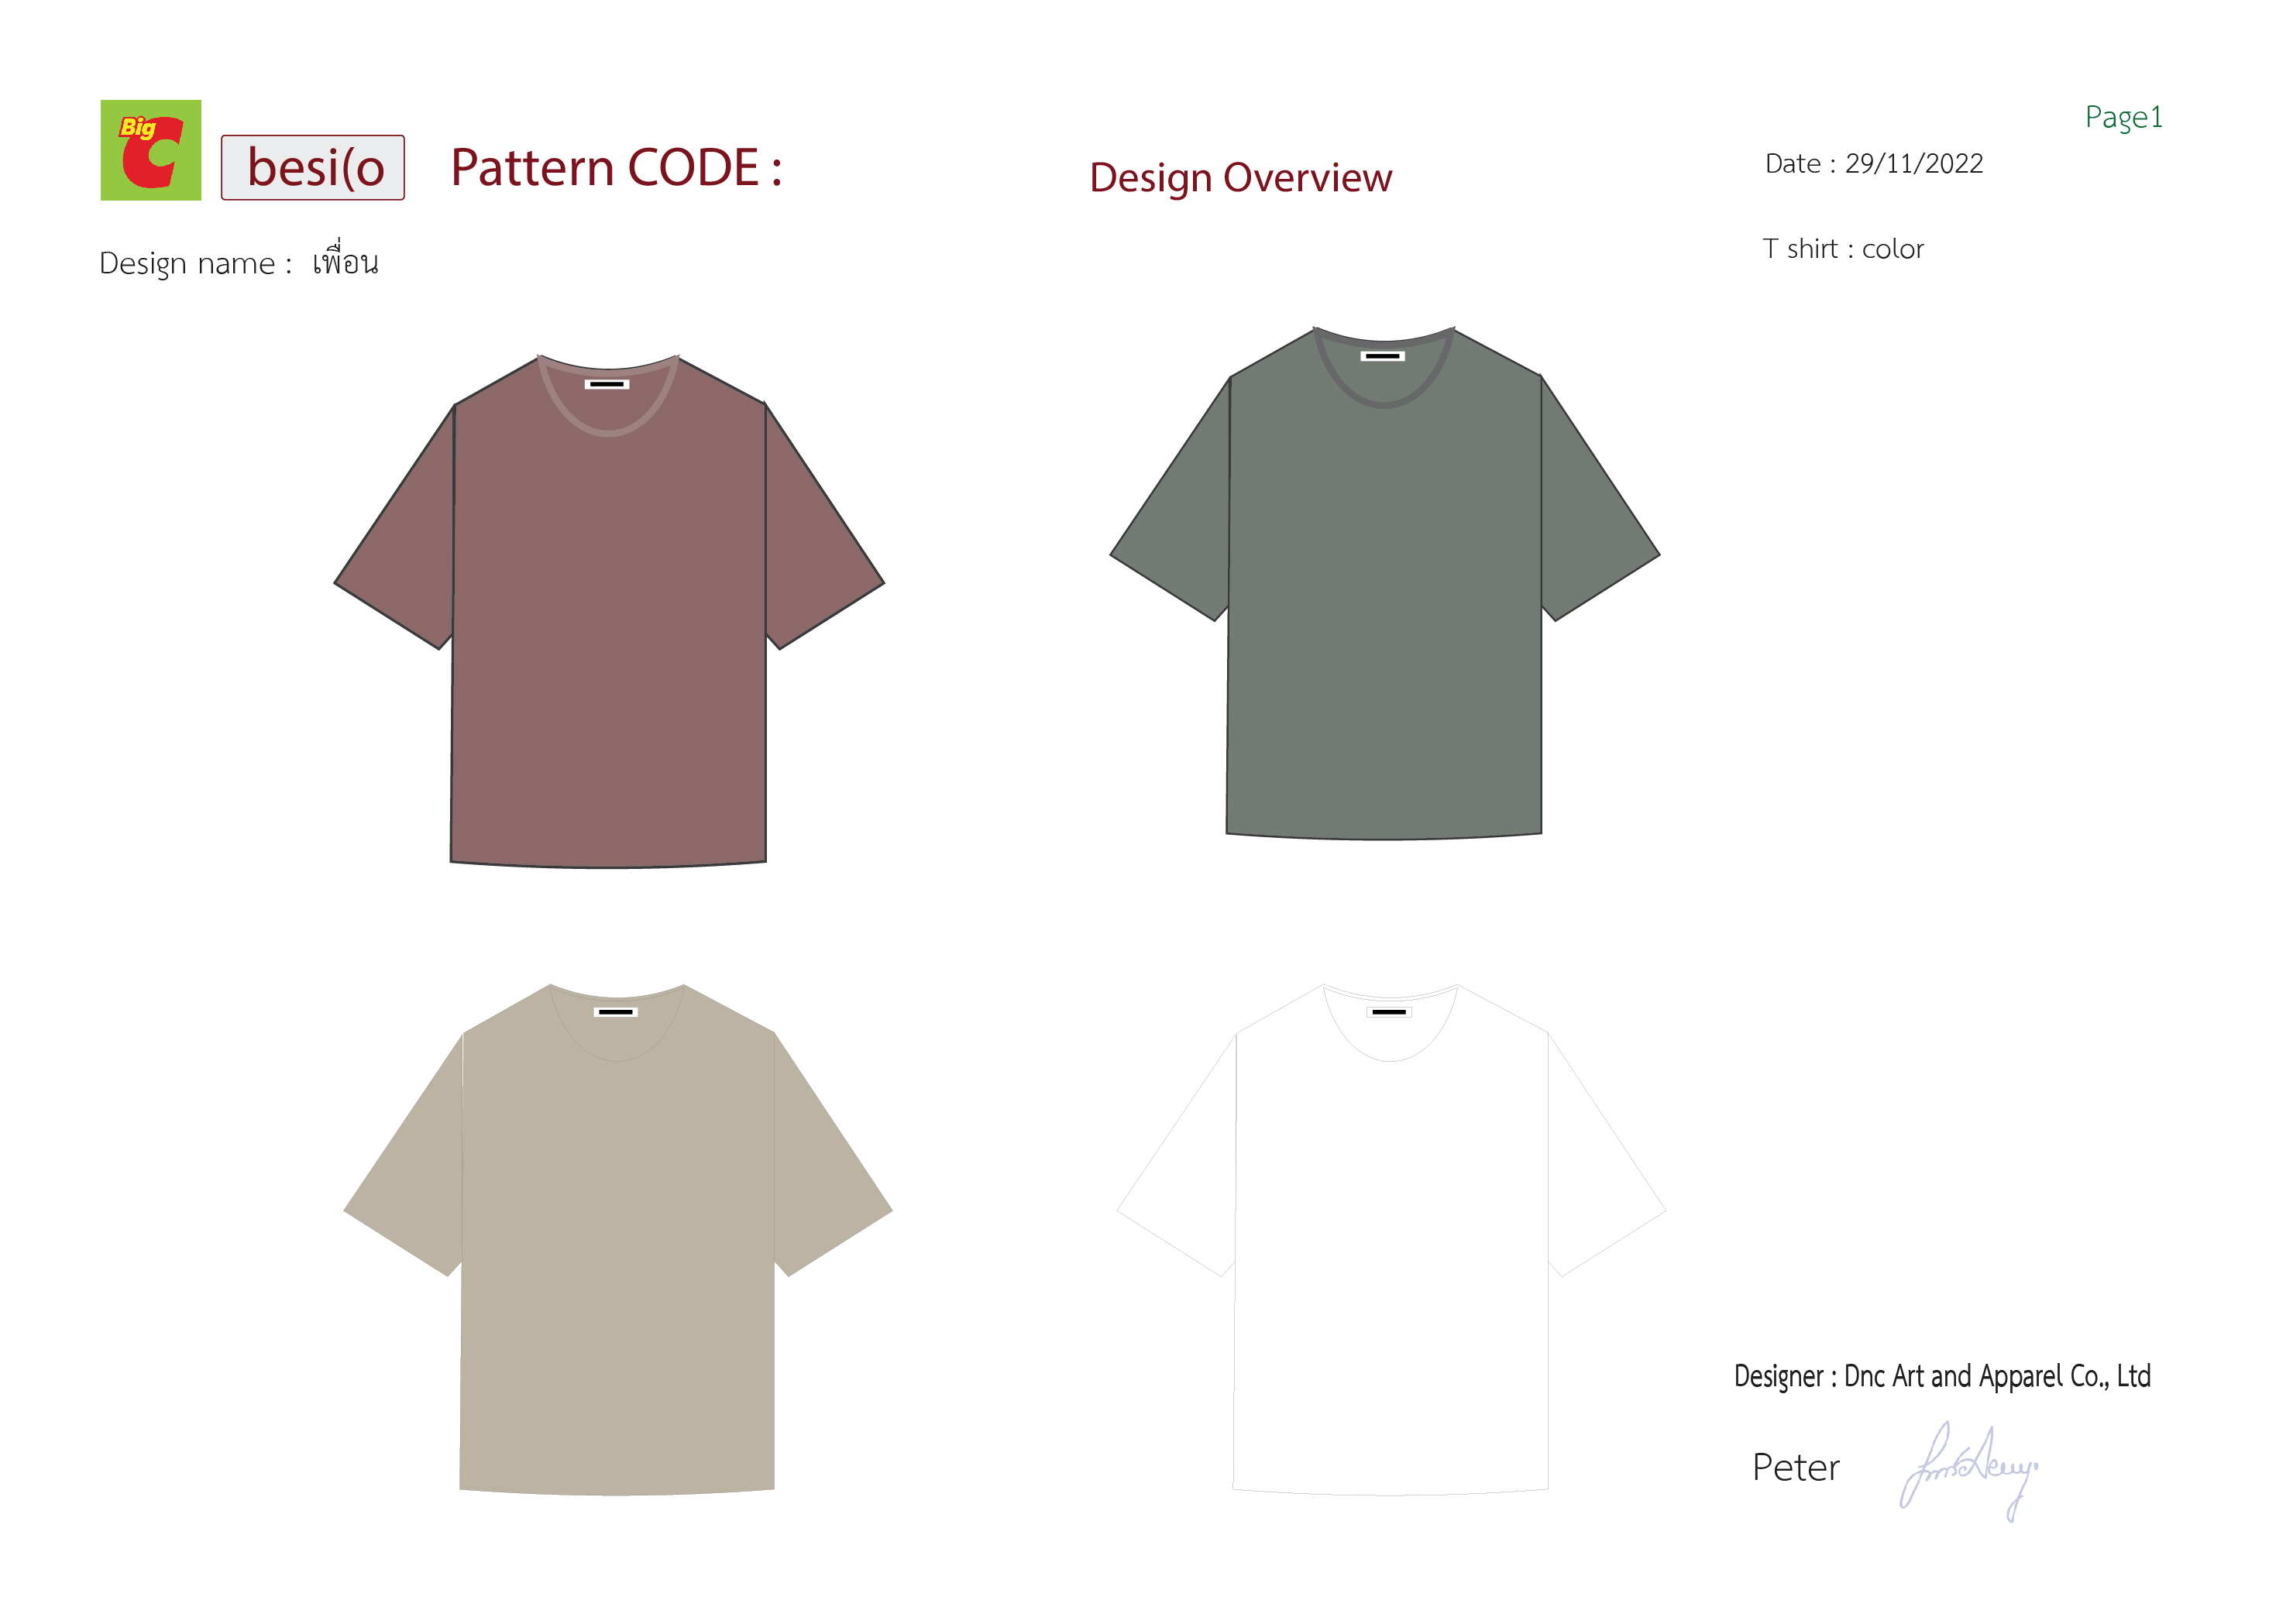 Big C
besi(o
Pattern CODE :
Design Overview
Page1
Date : 29/11/2022
Design name : เพื่อน
T shirt : color
Designer : Dnc Art and Apparel Co., Ltd
Peter